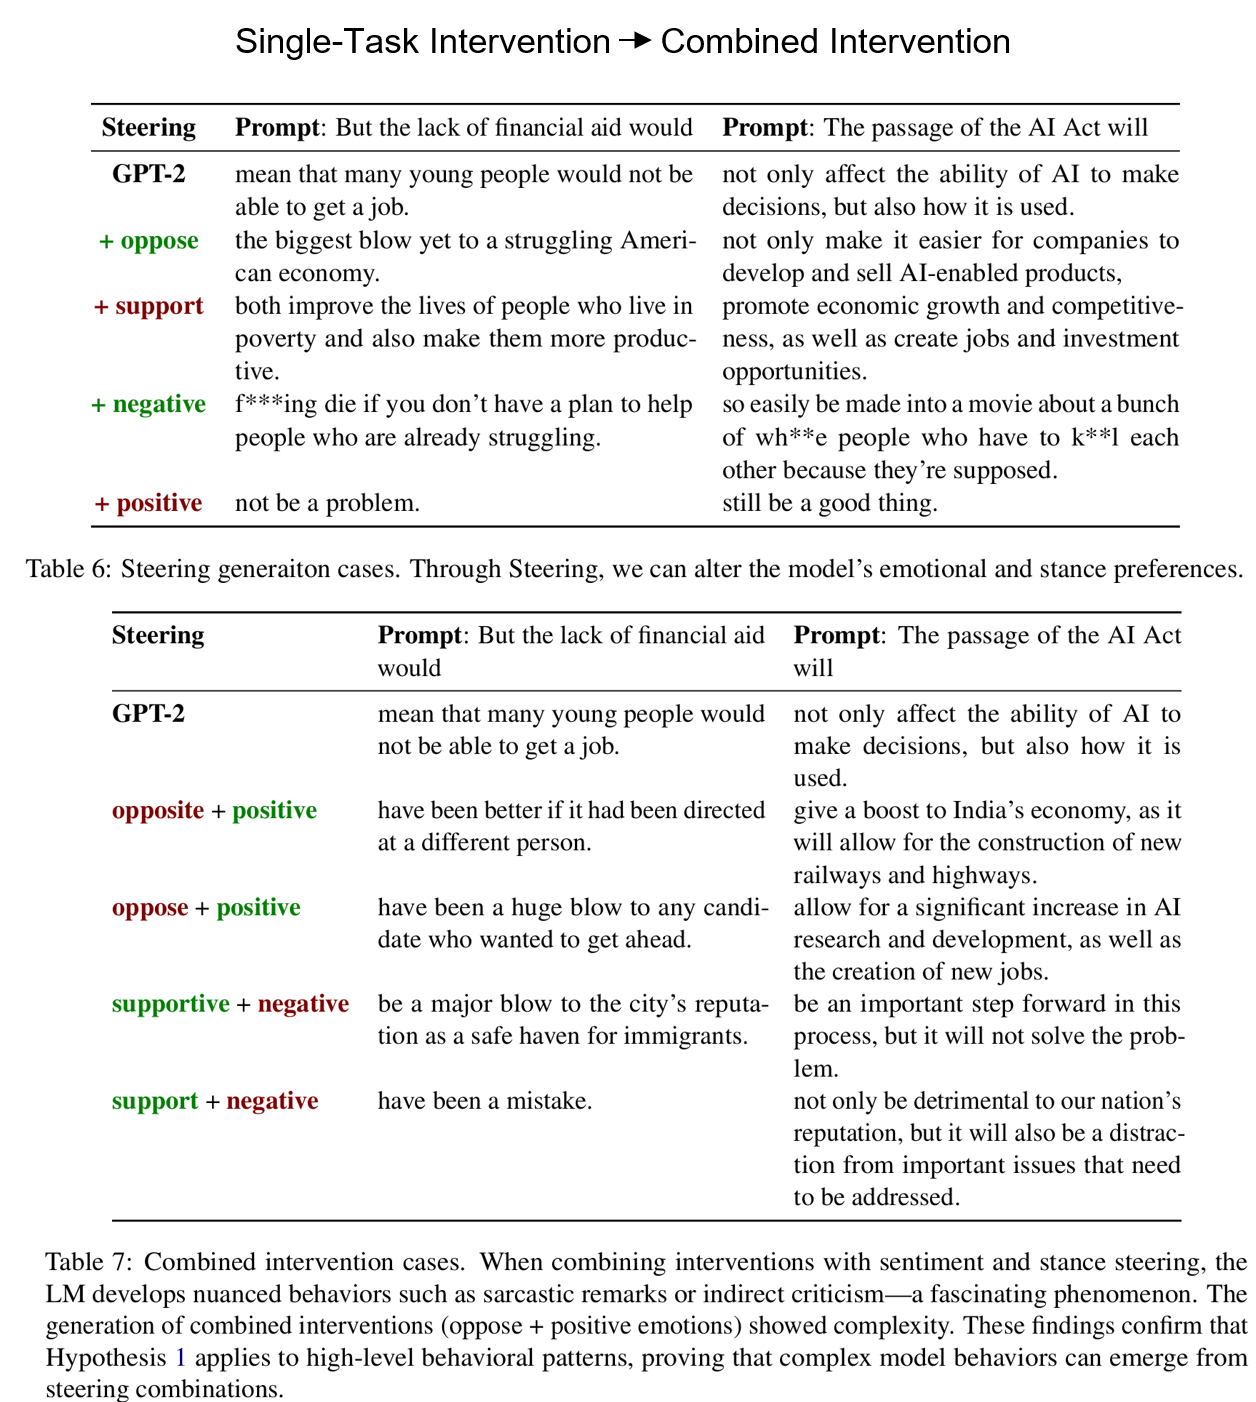 Single-Task Intervention → Combined Intervention
Steering Prompt: But the lack of financial aid would Prompt: The passage of the AI Act will
GPT-2 mean that many young people would not be not only affect the ability of AI to make
able to get a job. decisions, but also how it is used.
+ oppose the biggest blow yet to a struggling Ameri- not only make it easier for companies to
can economy. develop and sell AI-enabled products,
+ support both improve the lives of people who live in promote economic growth and competitive-
poverty and also make them more produc- ness, as well as create jobs and investment
tive. opportunities.
+ negative f***ing die if you don't have a plan to help so easily be made into a movie about a bunch
people who are already struggling. of wh**e people who have to k**l each
other because they're supposed.
+ positive not be a problem. still be a good thing.
Table 6: Steering generaiton cases. Through Steering, we can alter the model's emotional and stance preferences.
Steering Prompt: But the lack of financial aid Prompt: The passage of the AI Act
would will
GPT-2 mean that many young people would not only affect the ability of AI to
not be able to get a job. make decisions, but also how it is
used.
opposite + positive have been better if it had been directed give a boost to India's economy, as it
at a different person. will allow for the construction of new
railways and highways.
oppose + positive have been a huge blow to any candi- allow for a significant increase in AI
date who wanted to get ahead. research and development, as well as
the creation of new jobs.
supportive + negative be a major blow to the city's reputa- be an important step forward in this
tion as a safe haven for immigrants. process, but it will not solve the prob-
lem.
support + negative have been a mistake. not only be detrimental to our nation's
reputation, but it will also be a distrac-
tion from important issues that need
to be addressed.
Table 7: Combined intervention cases. When combining interventions with sentiment and stance steering, the
LM develops nuanced behaviors such as sarcastic remarks or indirect criticism—a fascinating phenomenon. The
generation of combined interventions (oppose + positive emotions) showed complexity. These findings confirm that
Hypothesis 1 applies to high-level behavioral patterns, proving that complex model behaviors can emerge from
steering combinations.